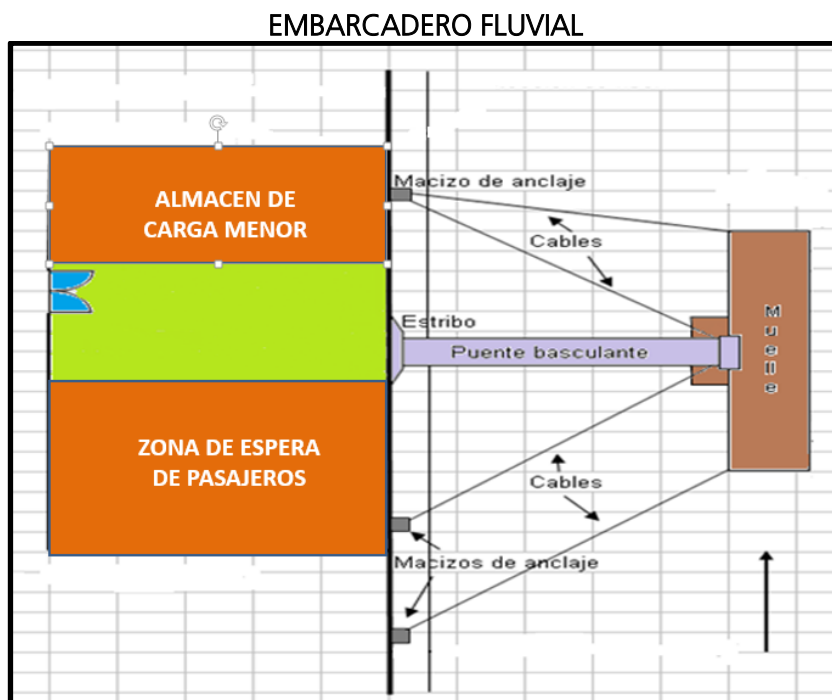 EMBARCADERO FLUVIAL
ALMACEN DE
CARGA MENOR
Macizo de anclaje
Cables
Estribo
Puente basculante
Muelle
ZONA DE ESPERA
DE PASAJEROS
Cables
Macizos de anclaje